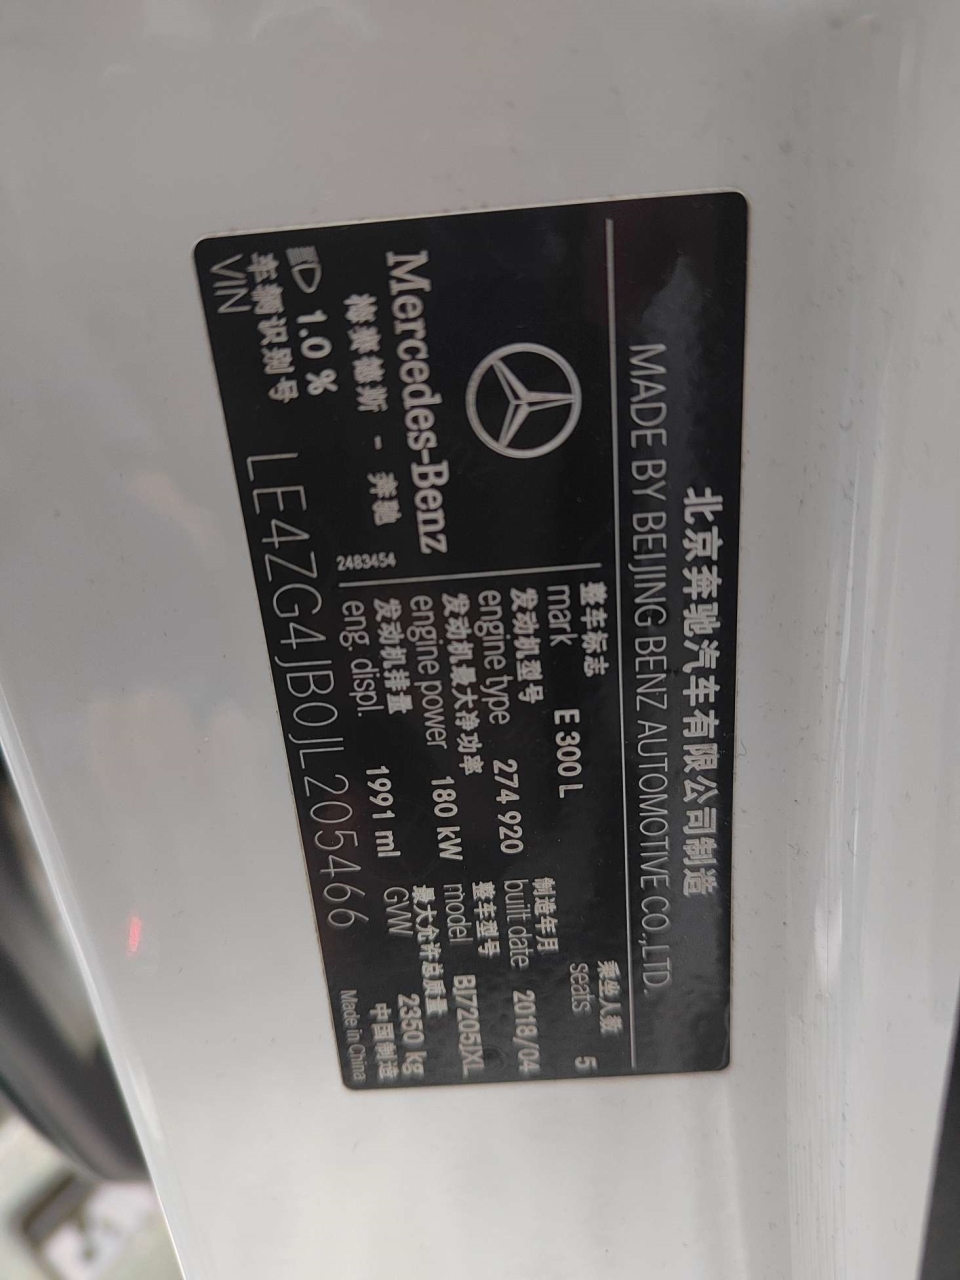 北京奔驰汽车有限公司制造
MADE BY BEIJING BENZ AUTOMOTIVE CO.,LTD.
Mercedes-Benz
梅赛德斯 - 奔驰
2483454
整车标志
mark E 300 L
乘坐人数
seats 5
发动机型号
engine type 274 920
制造年月
built date 2018/04
发动机最大净功率
engine power 180 kW
整车型号
model BJ7205JXL
发动机排量
eng. displ. 1991 ml
最大允许总质量
GW 2350 kg
1.0 %
中国制造
Made in China
车辆识别号
VIN LE4ZG4JB0JL205466